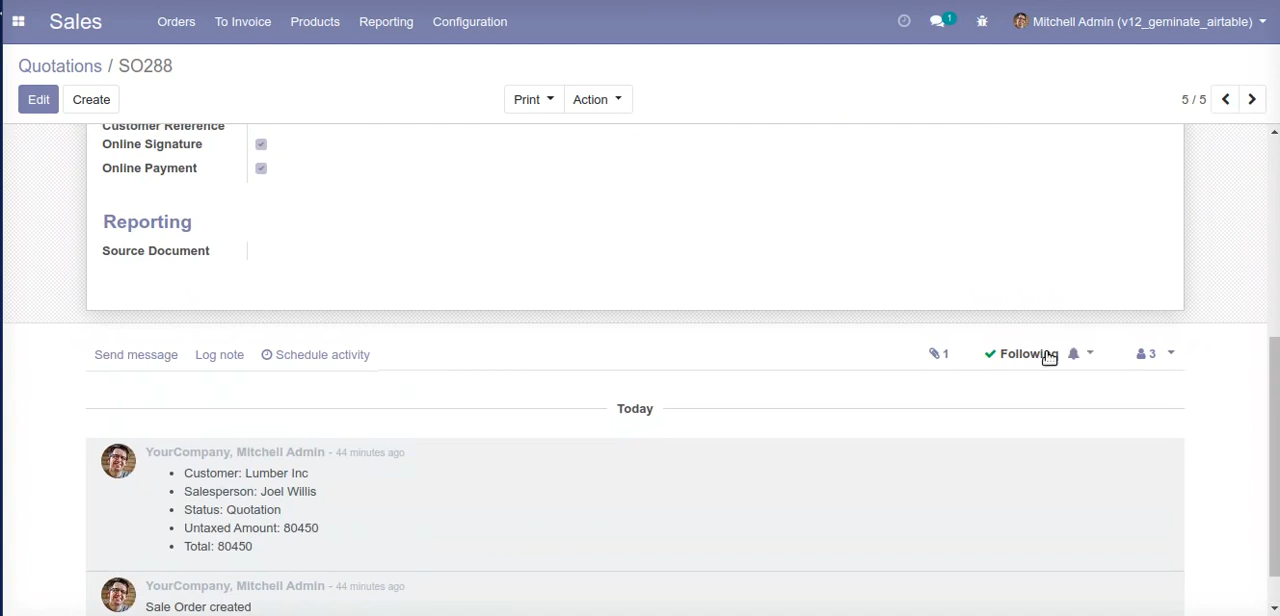 Sales Orders To Invoice Products Reporting Configuration 1 Mitchell Admin (v12_geminate_airtable)
Quotations / SO288
Edit Create Print Action 5 / 5
Customer Reference
Online Signature
Online Payment
Reporting
Source Document
Send message Log note Schedule activity 1 Following 3
Today
YourCompany, Mitchell Admin - 44 minutes ago
• Customer: Lumber Inc
• Salesperson: Joel Willis
• Status: Quotation
• Untaxed Amount: 80450
• Total: 80450
YourCompany, Mitchell Admin - 44 minutes ago
Sale Order created